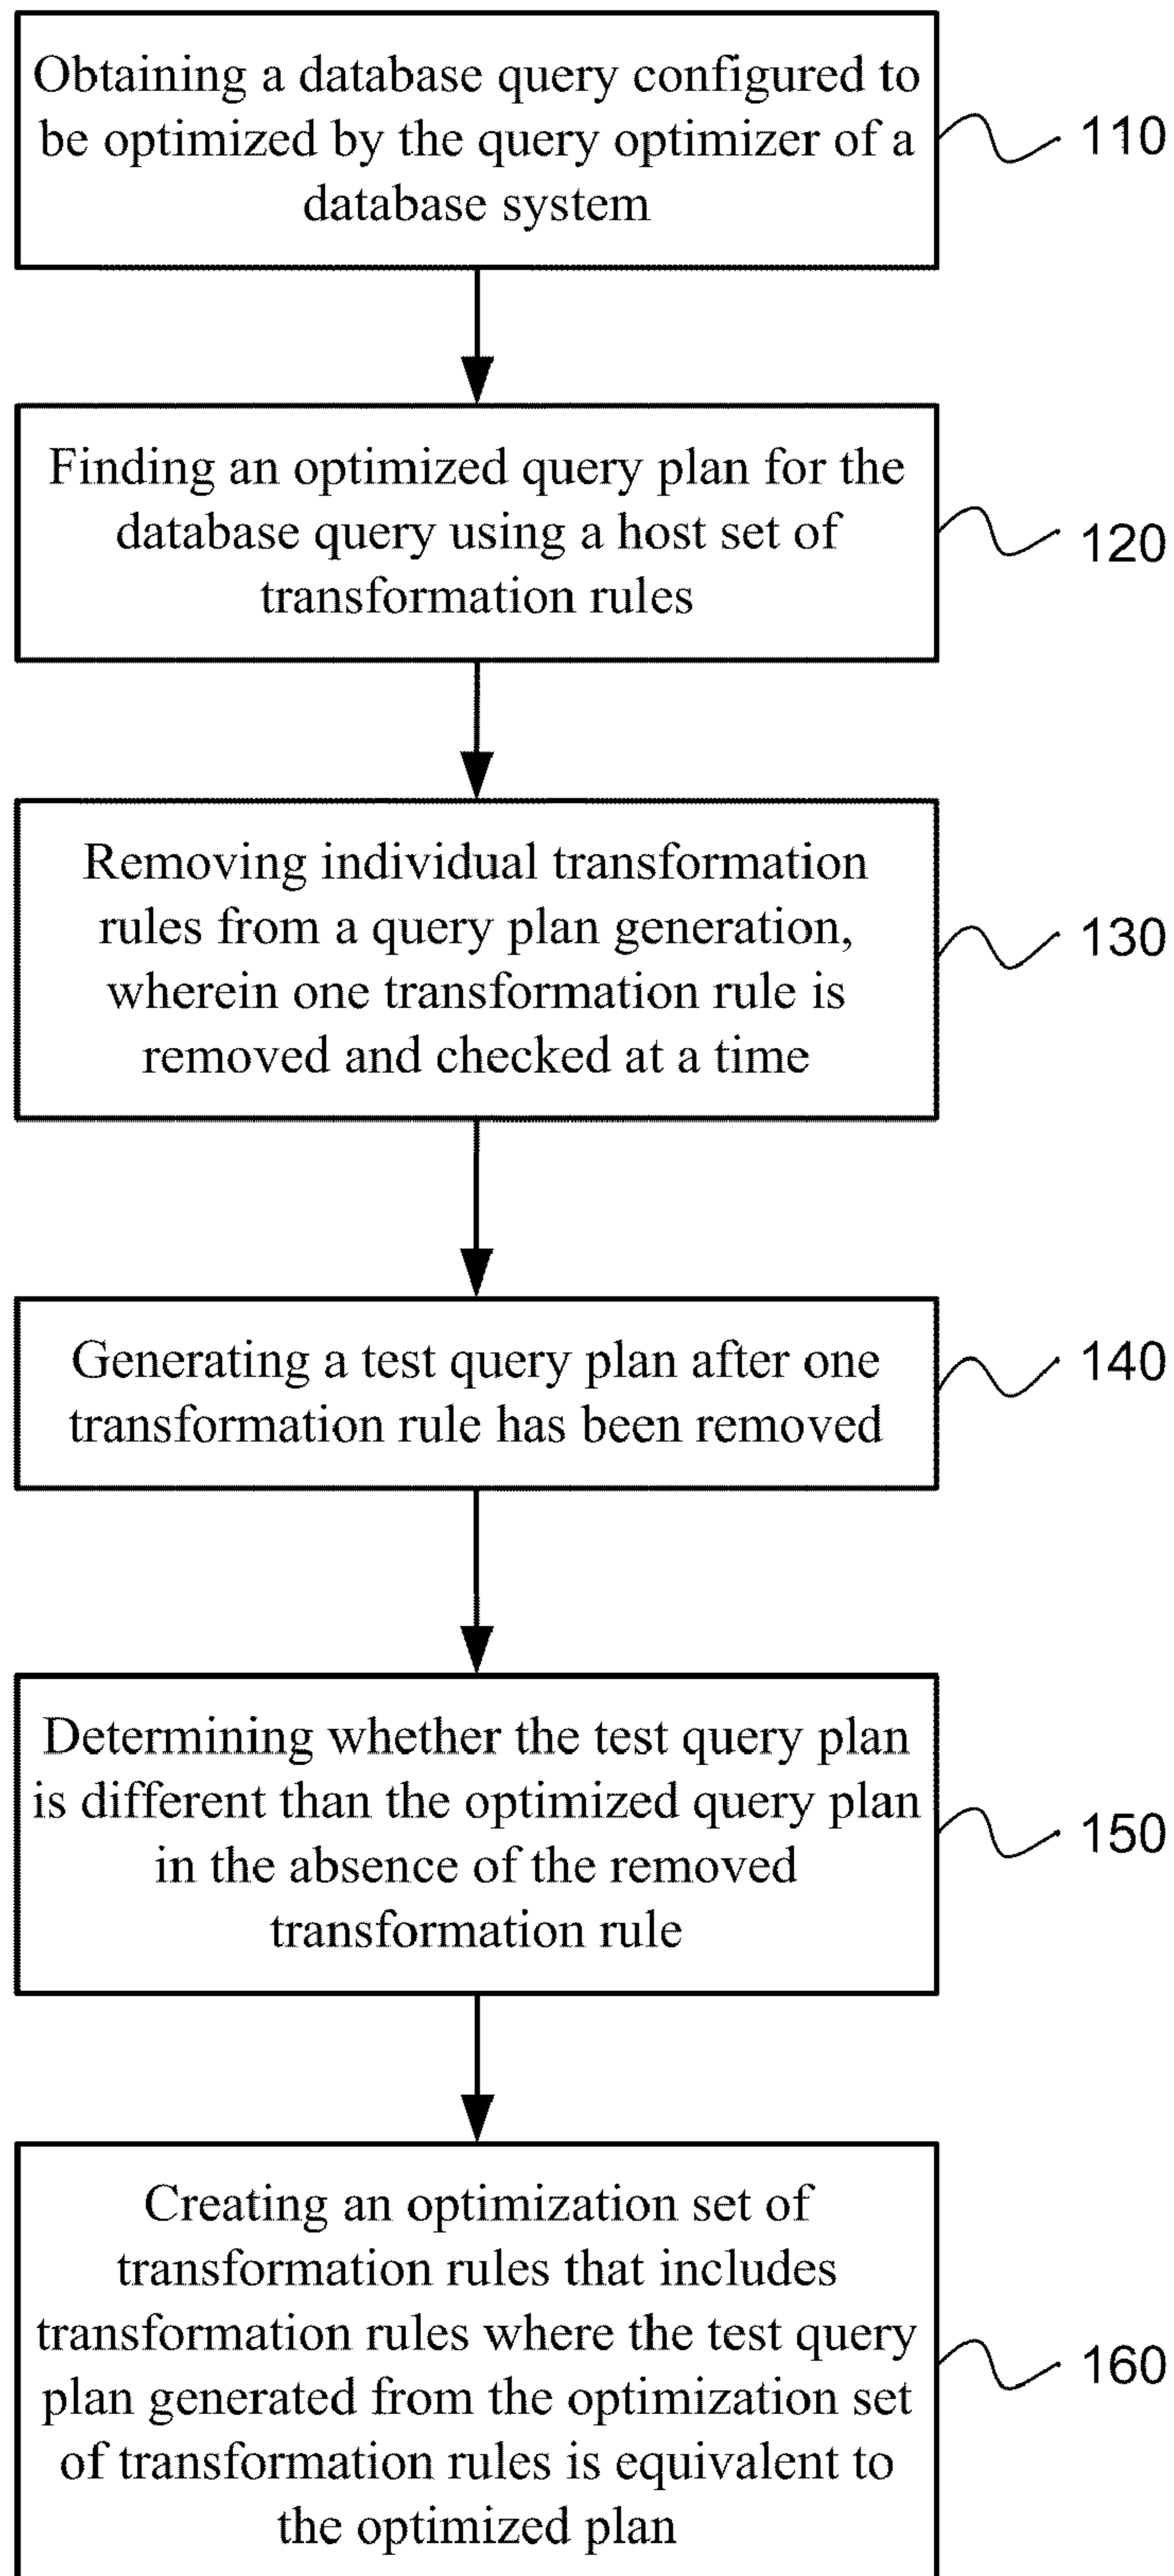 Obtaining a database query configured to
be optimized by the query optimizer of a
database system
110
Finding an optimized query plan for the
database query using a host set of
transformation rules
120
Removing individual transformation
rules from a query plan generation,
wherein one transformation rule is
removed and checked at a time
130
Generating a test query plan after one
transformation rule has been removed
140
Determining whether the test query plan
is different than the optimized query plan
in the absence of the removed
transformation rule
150
Creating an optimization set of
transformation rules that includes
transformation rules where the test query
plan generated from the optimization set
of transformation rules is equivalent to
the optimized plan
160